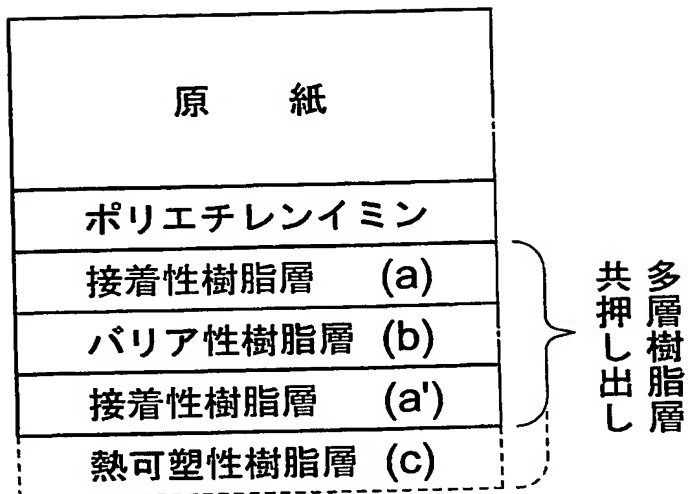 原 紙
ポリエチレンイミン
接着性樹脂層 (a)
バリア性樹脂層 (b)
接着性樹脂層 (a')
熱可塑性樹脂層 (c)
多層樹脂層
共押し出し